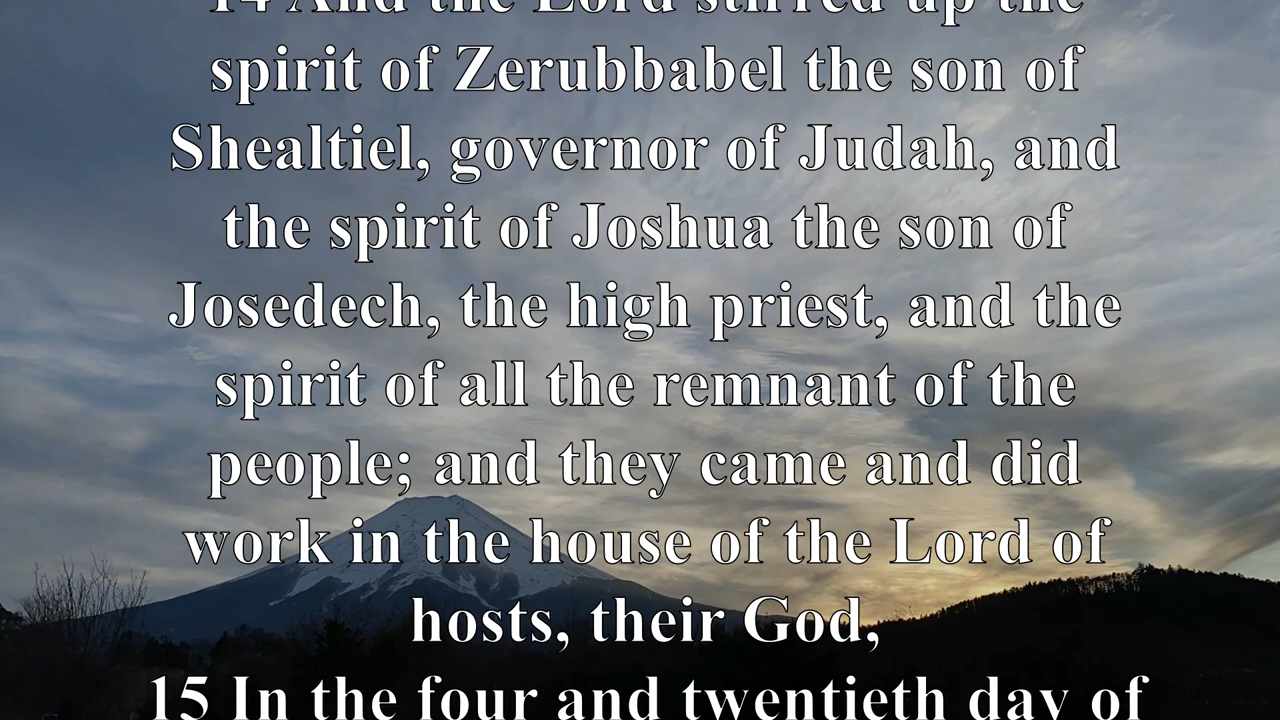 14 And the Lord stirred up the
spirit of Zerubbabel the son of
Shealtiel, governor of Judah, and
the spirit of Joshua the son of
Josedech, the high priest, and the
spirit of all the remnant of the
people; and they came and did
work in the house of the Lord of
hosts, their God,
15 In the four and twentieth day of